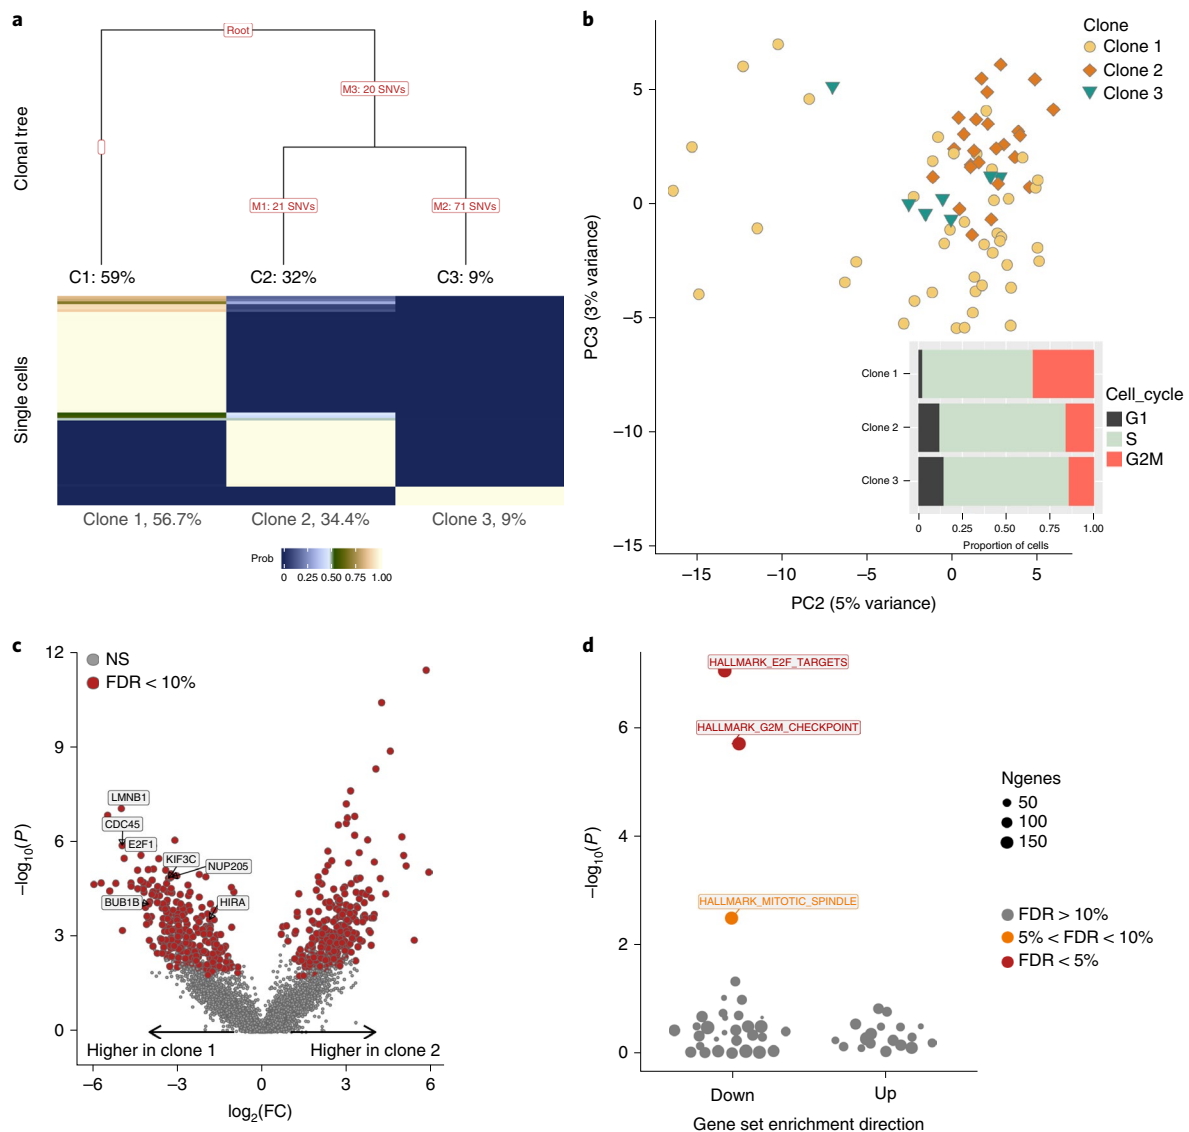 a
Root
M3: 20 SNVs
M1: 21 SNVs
M2: 71 SNVs
Clonal tree
C1: 59%
C2: 32%
C3: 9%
Single cells
Clone 1, 56.7%
Clone 2, 34.4%
Clone 3, 9%
Prob
0 0.25 0.50 0.75 1.00
b
Clone
Clone 1
Clone 2
Clone 3
5
0
−5
−10
−15
PC3 (3% variance)
−15 −10 −5 0 5
PC2 (5% variance)
Clone 1
Clone 2
Clone 3
0 0.25 0.50 0.75 1.00
Proportion of cells
Cell_cycle
G1
S
G2M
c
NS
FDR < 10%
12
9
6
3
0
−log10(P)
LMNB1
CDC45
E2F1
KIF3C
NUP205
BUB1B
HIRA
Higher in clone 1
Higher in clone 2
−6 −3 0 3 6
log2(FC)
d
HALLMARK_E2F_TARGETS
HALLMARK_G2M_CHECKPOINT
HALLMARK_MITOTIC_SPINDLE
6
4
2
0
−log10(P)
Down
Up
Gene set enrichment direction
Ngenes
50
100
150
FDR > 10%
5% < FDR < 10%
FDR < 5%